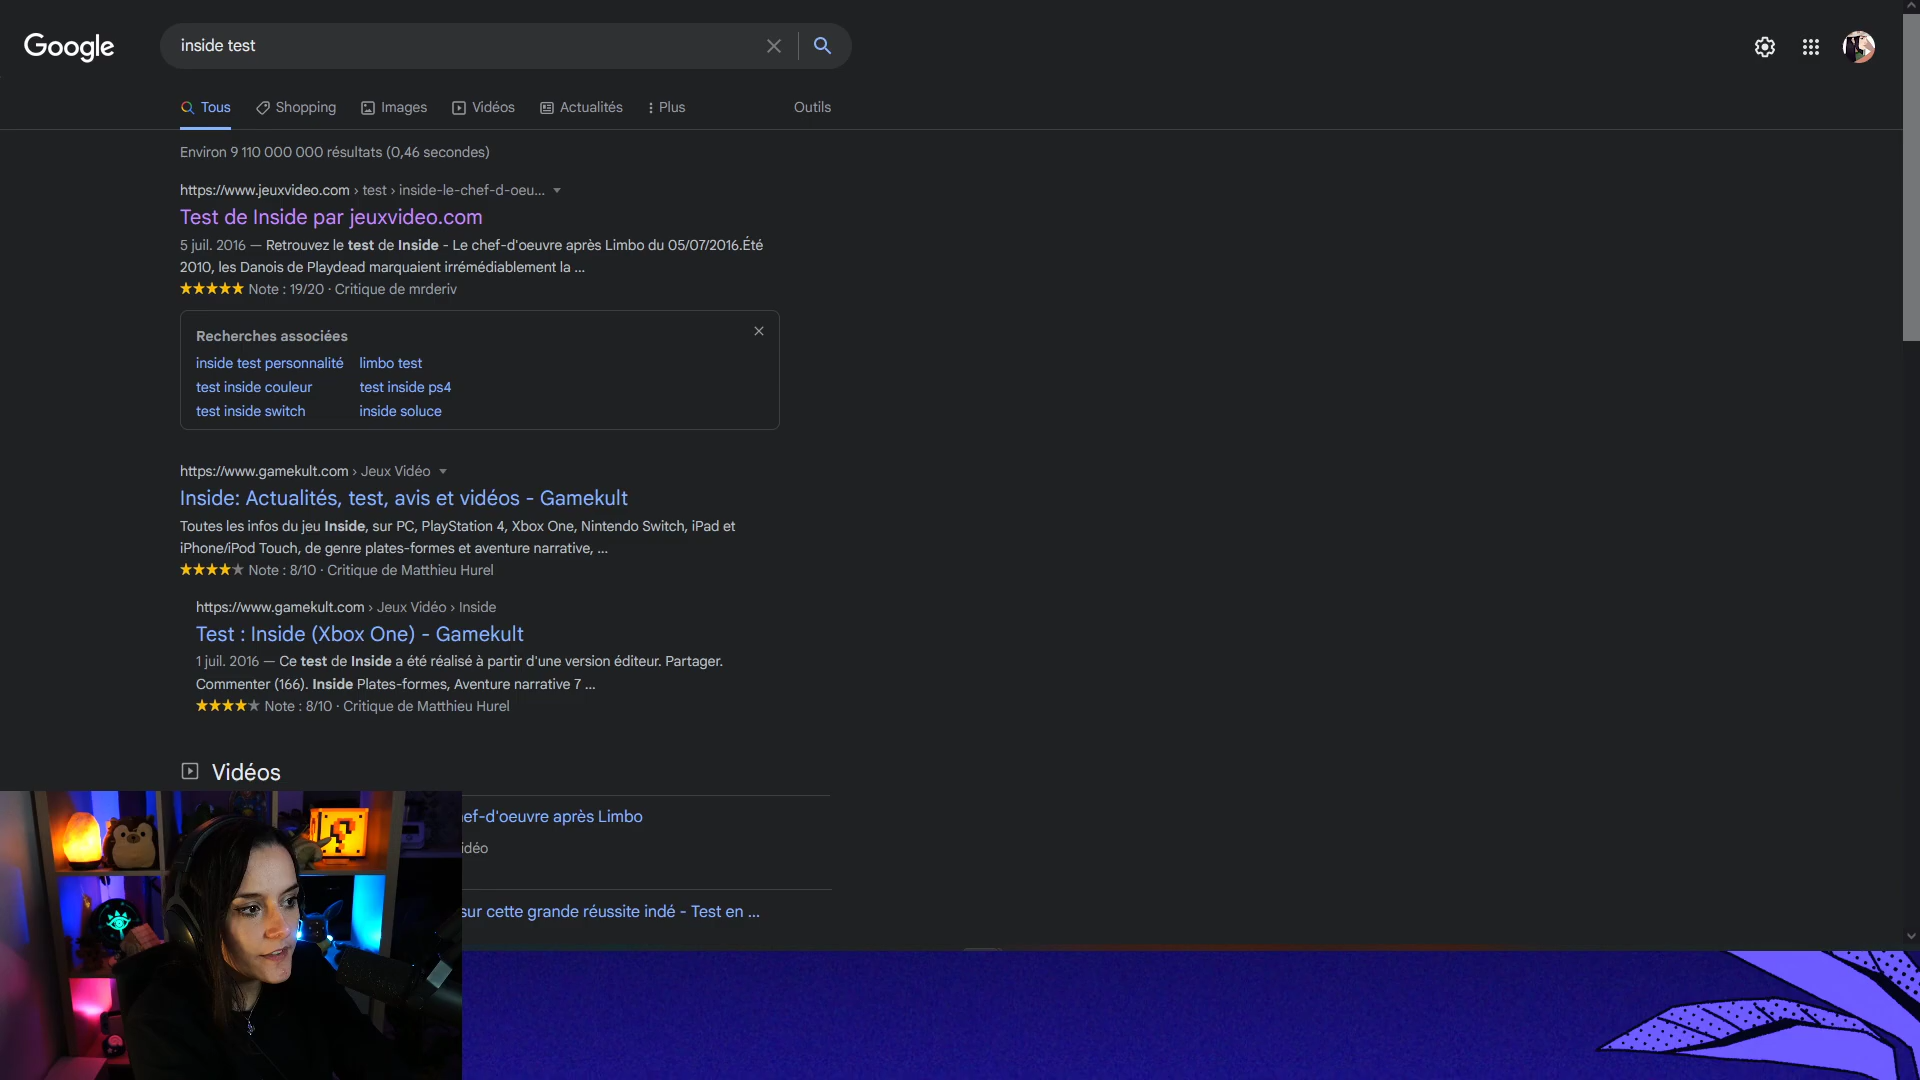 Google
inside test
Tous
Shopping
Images
Vidéos
Actualités
Plus
Outils
Environ 9 110 000 000 résultats (0,46 secondes)
https://www.jeuxvideo.com › test › inside-le-chef-d-oeu...
Test de Inside par jeuxvideo.com
5 juil. 2016 — Retrouvez le test de Inside - Le chef-d'oeuvre après Limbo du 05/07/2016.Été
2010, les Danois de Playdead marquaient irrémédiablement la ...
Note : 19/20 · Critique de mrderiv
Recherches associées
inside test personnalité
limbo test
test inside couleur
test inside ps4
test inside switch
inside soluce
https://www.gamekult.com › Jeux Vidéo
Inside: Actualités, test, avis et vidéos - Gamekult
Toutes les infos du jeu Inside, sur PC, PlayStation 4, Xbox One, Nintendo Switch, iPad et
iPhone/iPod Touch, de genre plates-formes et aventure narrative, ...
Note : 8/10 · Critique de Matthieu Hurel
https://www.gamekult.com › Jeux Vidéo › Inside
Test : Inside (Xbox One) - Gamekult
1 juil. 2016 — Ce test de Inside a été réalisé à partir d'une version éditeur. Partager.
Commenter (166). Inside Plates-formes, Aventure narrative 7 ...
Note : 8/10 · Critique de Matthieu Hurel
Vidéos
ef-d'oeuvre après Limbo
idéo
sur cette grande réussite indé - Test en ...